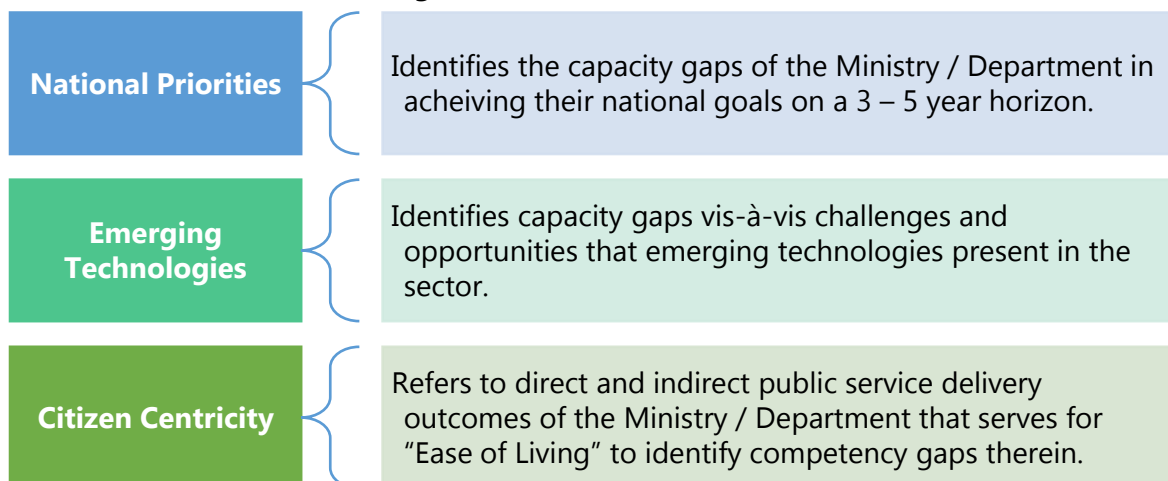 National Priorities
Identifies the capacity gaps of the Ministry / Department in
acheiving their national goals on a 3 – 5 year horizon.
Emerging
Technologies
Identifies capacity gaps vis-à-vis challenges and
opportunities that emerging technologies present in the
sector.
Citizen Centricity
Refers to direct and indirect public service delivery
outcomes of the Ministry / Department that serves for
“Ease of Living” to identify competency gaps therein.